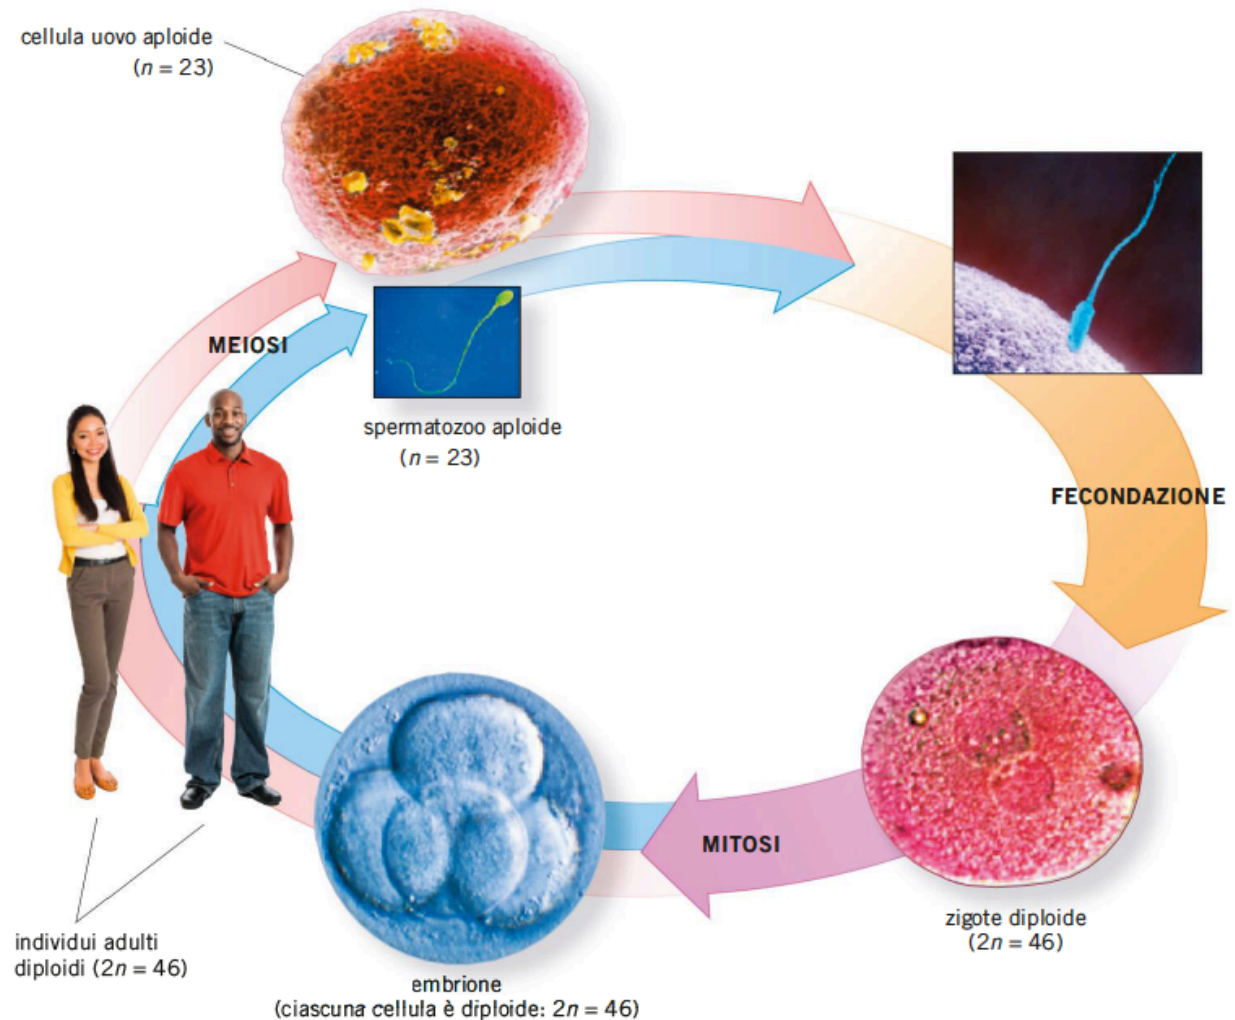 cellula uovo aploide
(n = 23)
MEIOSI
spermatozoo aploide
(n = 23)
FECONDAZIONE
MITOSI
zigote diploide
(2n = 46)
individui adulti
diploidi (2n = 46)
embrione
(ciascuna cellula è diploide: 2n = 46)